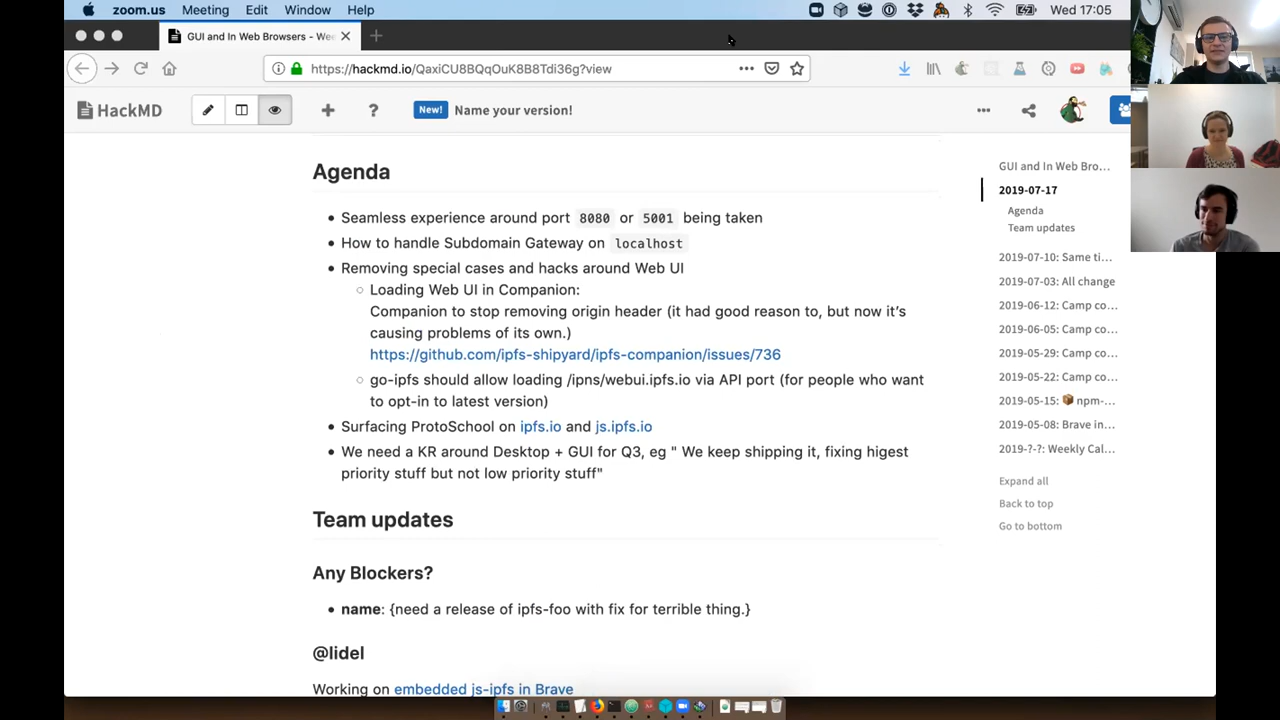 zoom.us Meeting Edit Window Help Wed 17:05
GUI and In Web Browsers - Wee
https://hackmd.io/QaxiCU8BQqOuK8B8Tdi36g?view
HackMD New! Name your version!
Agenda
Seamless experience around port 8080 or 5001 being taken
How to handle Subdomain Gateway on localhost
Removing special cases and hacks around Web UI
Loading Web UI in Companion:
Companion to stop removing origin header (it had good reason to, but now it's
causing problems of its own.)
https://github.com/ipfs-shipyard/ipfs-companion/issues/736
go-ipfs should allow loading /ipns/webui.ipfs.io via API port (for people who want
to opt-in to latest version)
Surfacing ProtoSchool on ipfs.io and js.ipfs.io
We need a KR around Desktop + GUI for Q3, eg " We keep shipping it, fixing higest
priority stuff but not low priority stuff"
Team updates
Any Blockers?
name: {need a release of ipfs-foo with fix for terrible thing.}
@lidel
Working on embedded js-ipfs in Brave
GUI and In Web Bro...
2019-07-17
Agenda
Team updates
2019-07-10: Same ti...
2019-07-03: All change
2019-06-12: Camp co...
2019-06-05: Camp co...
2019-05-29: Camp co...
2019-05-22: Camp co...
2019-05-15: 📦 npm-...
2019-05-08: Brave in...
2019-?-?: Weekly Cal...
Expand all
Back to top
Go to bottom